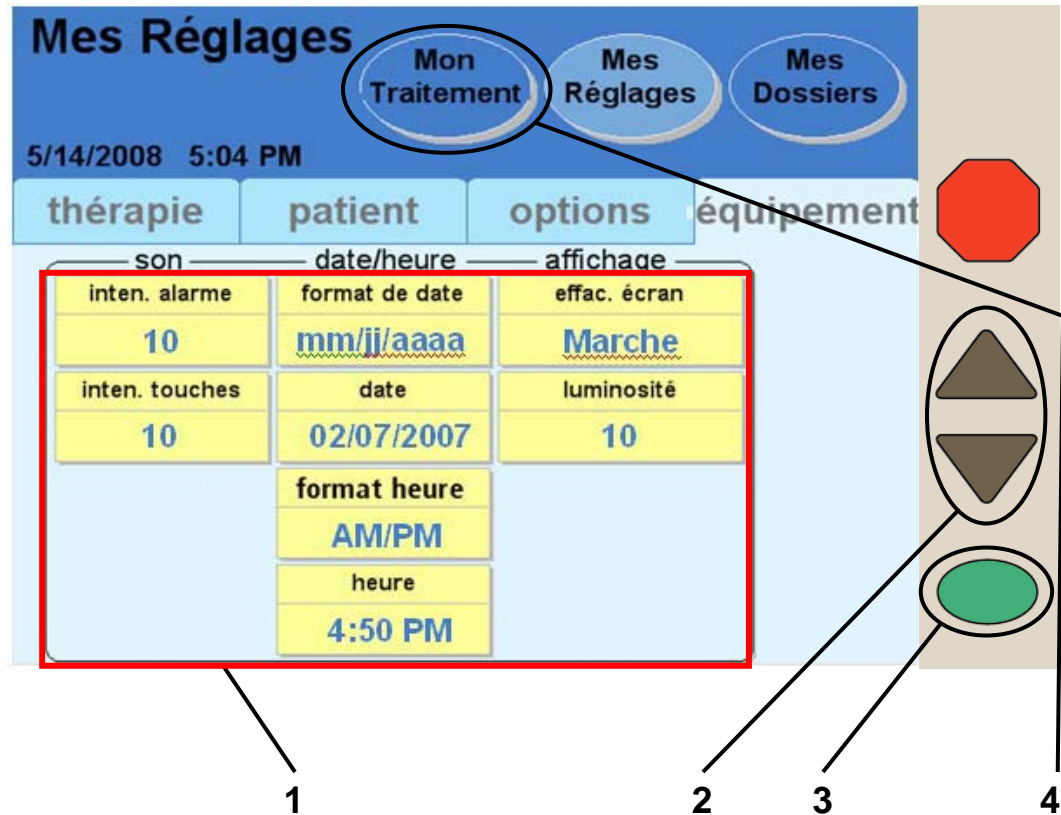 Mes Réglages
Mon Traitement
Mes Réglages
Mes Dossiers
5/14/2008 5:04 PM
thérapie patient options équipement
son date/heure affichage
inten. alarme format de date effac. écran
10 mm/jj/aaaa Marche
inten. touches date luminosité
10 02/07/2007 10
format heure
AM/PM
heure
4:50 PM
1 2 3 4